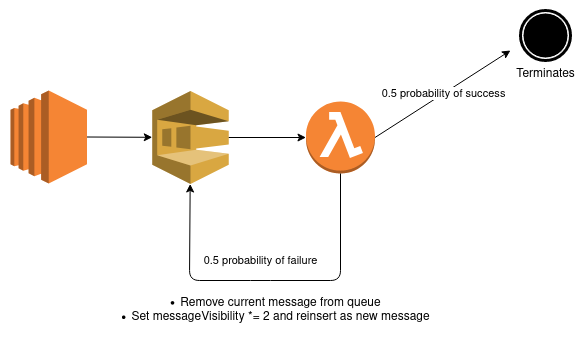 Terminates
0.5 probability of success
λ
0.5 probability of failure
• Remove current message from queue
• Set messageVisibility *= 2 and reinsert as new message